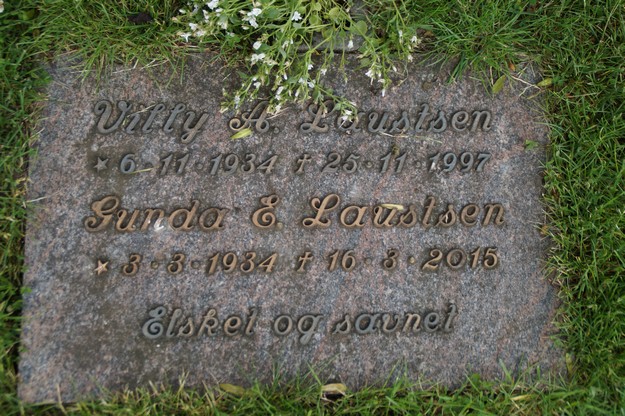 Villy A. Laustsen
* 6 · 11 · 1934 † 25 · 11 · 1997
Gunda E. Laustsen
* 3 · 3 · 1934 † 16 · 3 · 2015
Elsket og savnet